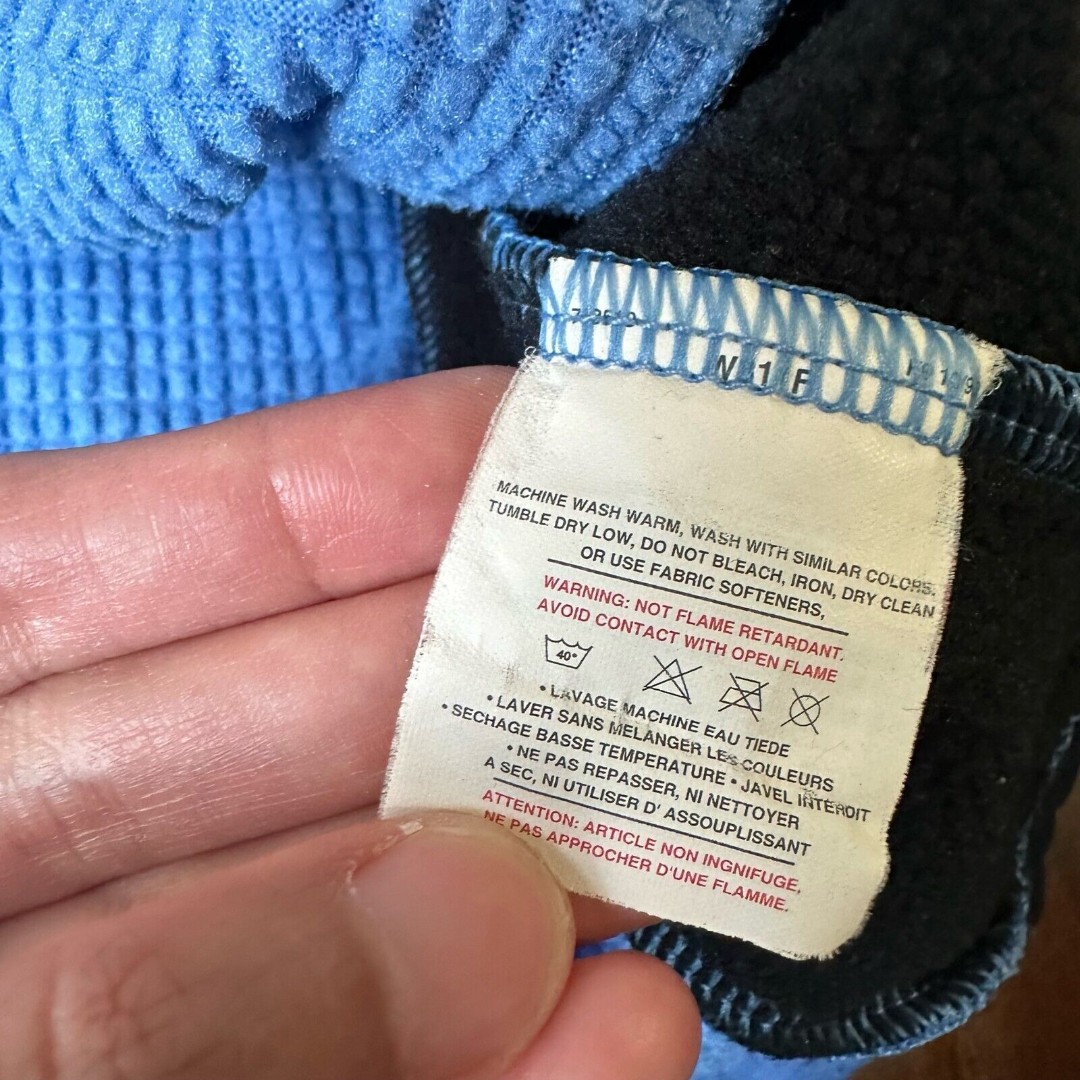 N 1 F
MACHINE WASH WARM, WASH WITH SIMILAR COLORS.
TUMBLE DRY LOW, DO NOT BLEACH, IRON, DRY CLEAN
OR USE FABRIC SOFTENERS,
WARNING: NOT FLAME RETARDANT.
AVOID CONTACT WITH OPEN FLAME
40°
• LAVAGE MACHINE EAU TIEDE
• LAVER SANS MELANGER LES COULEURS
• SECHAGE BASSE TEMPERATURE • JAVEL INTERDIT
• NE PAS REPASSER, NI NETTOYER
A SEC, NI UTILISER D' ASSOUPLISSANT
ATTENTION: ARTICLE NON INGNIFUGE,
NE PAS APPROCHER D'UNE FLAMME.